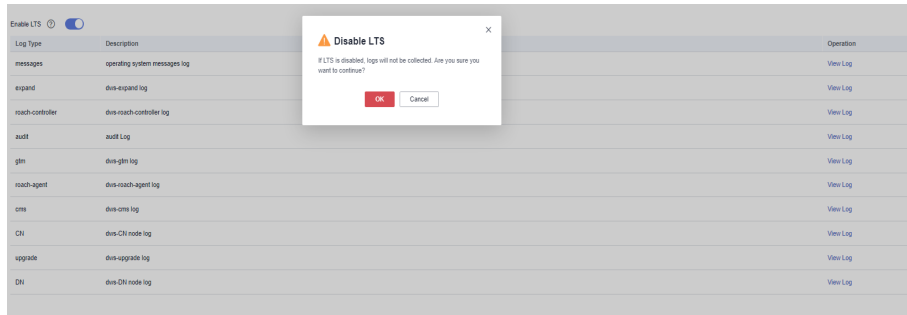 Enable LTS ?
Disable LTS
If LTS is disabled, logs will not be collected. Are you sure you
want to continue?
OK Cancel
Log Type Description Operation
messages operating system messages log View Log
expand dws-expand log View Log
roach-controller dws-roach-controller log View Log
audit audit Log View Log
gtm dws-gtm log View Log
roach-agent dws-roach-agent log View Log
cms dws-cms log View Log
CN dws-CN node log View Log
upgrade dws-upgrade log View Log
DN dws-DN node log View Log